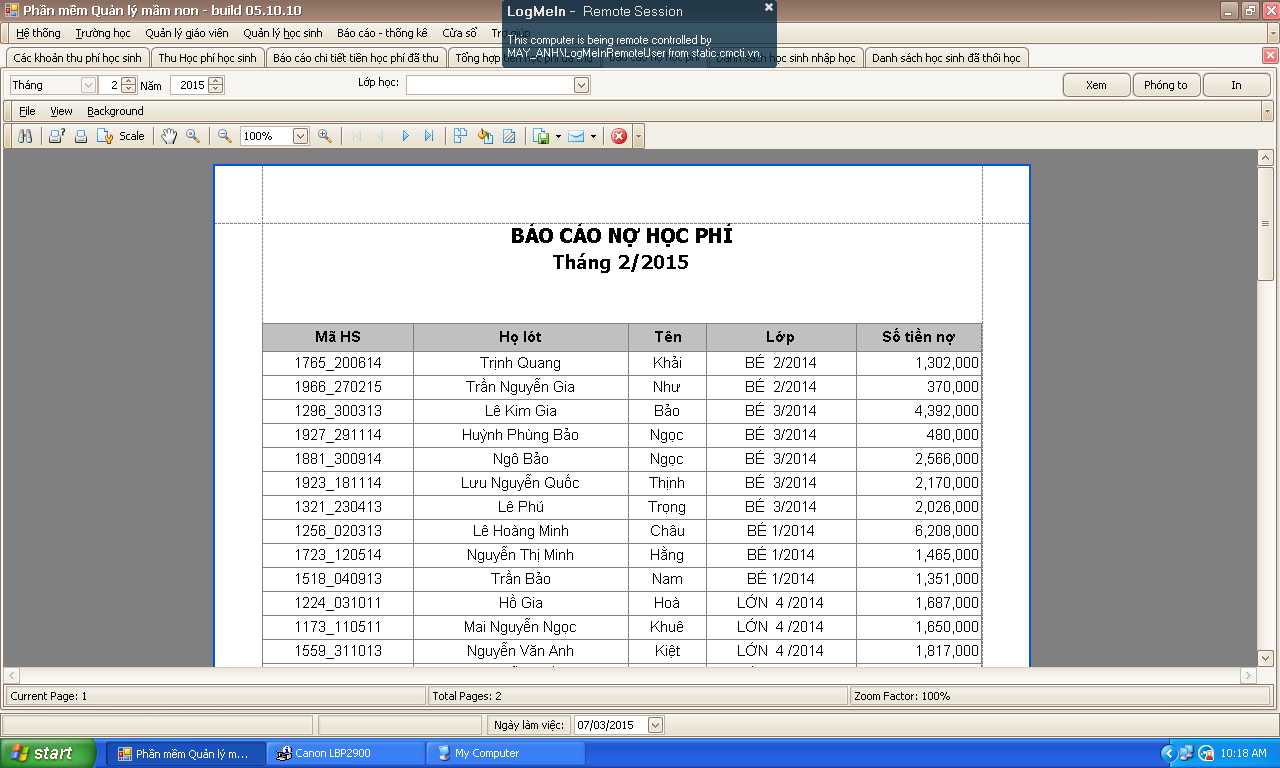 Phần mềm Quản lý mầm non - build 05.10.10
LogMeIn - Remote Session
This computer is being remote controlled by
MAY_ANH\LogMeInRemoteUser from static.cmcti.vn.
Hệ thống Trường học Quản lý giáo viên Quản lý học sinh Báo cáo - thống kê Cửa sổ Trợ giúp
Các khoản thu phí học sinh Thu Học phí học sinh Báo cáo chi tiết tiền học phí đã thu Tổng hợp tiền học phí đã thu Báo cáo nợ học phí Danh sách học sinh nhập học Danh sách học sinh đã thôi học
Tháng 2 Năm 2015 Lớp học: Xem Phóng to In
File View Background
Scale 100%
BÁO CÁO NỢ HỌC PHÍ
Tháng 2/2015
Mã HS Họ lót Tên Lớp Số tiền nợ
1765_200614 Trịnh Quang Khải BÉ 2/2014 1,302,000
1966_270215 Trần Nguyễn Gia Như BÉ 2/2014 370,000
1296_300313 Lê Kim Gia Bảo BÉ 3/2014 4,392,000
1927_291114 Huỳnh Phùng Bảo Ngọc BÉ 3/2014 480,000
1881_300914 Ngô Bảo Ngọc BÉ 3/2014 2,566,000
1923_181114 Lưu Nguyễn Quốc Thịnh BÉ 3/2014 2,170,000
1321_230413 Lê Phú Trọng BÉ 3/2014 2,026,000
1256_020313 Lê Hoàng Minh Châu BÉ 1/2014 6,208,000
1723_120514 Nguyễn Thị Minh Hằng BÉ 1/2014 1,465,000
1518_040913 Trần Bảo Nam BÉ 1/2014 1,351,000
1224_031011 Hồ Gia Hoà LỚN 4 /2014 1,687,000
1173_110511 Mai Nguyễn Ngọc Khuê LỚN 4 /2014 1,650,000
1559_311013 Nguyễn Văn Anh Kiệt LỚN 4 /2014 1,817,000
Current Page: 1 Total Pages: 2 Zoom Factor: 100%
Ngày làm việc: 07/03/2015
start Phần mềm Quản lý m... Canon LBP2900 My Computer 10:18 AM